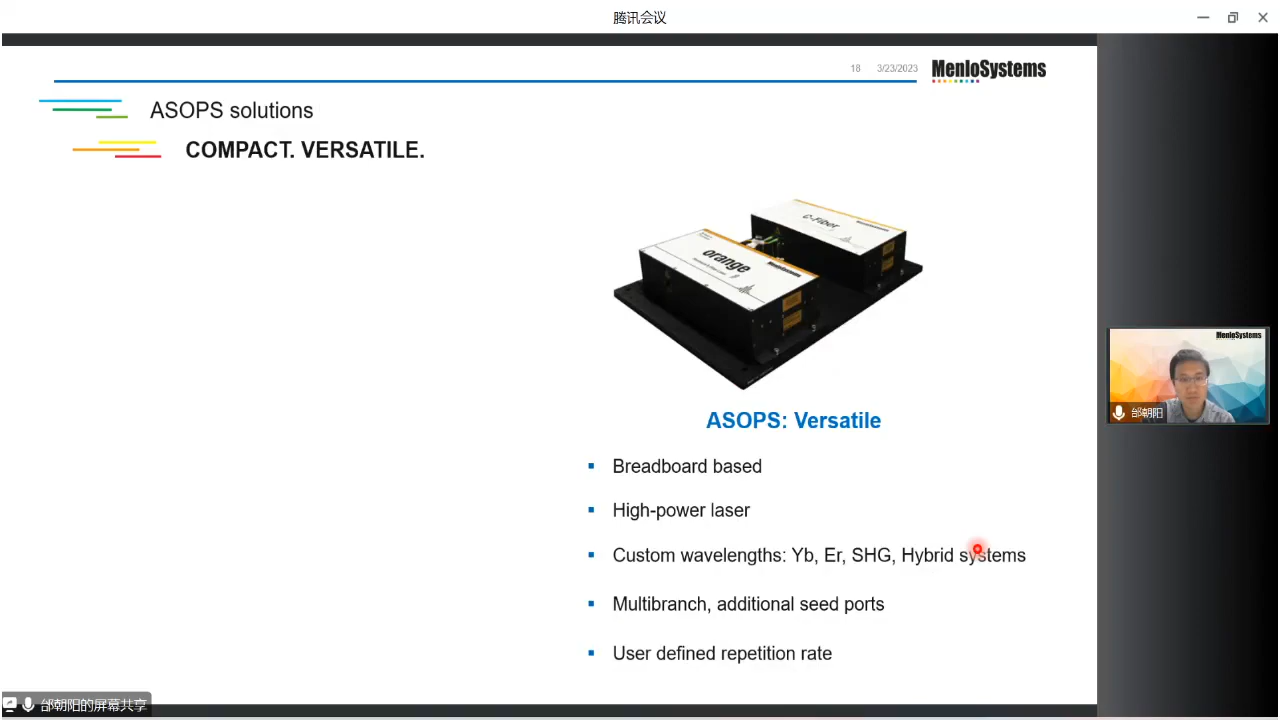 腾讯会议
18 3/23/2023 MenloSystems
ASOPS solutions
COMPACT. VERSATILE.
c-Fiber
orange
MenloSystems
ASOPS: Versatile
Breadboard based
High-power laser
Custom wavelengths: Yb, Er, SHG, Hybrid systems
Multibranch, additional seed ports
User defined repetition rate
MenloSystems
邰朝阳
邰朝阳的屏幕共享